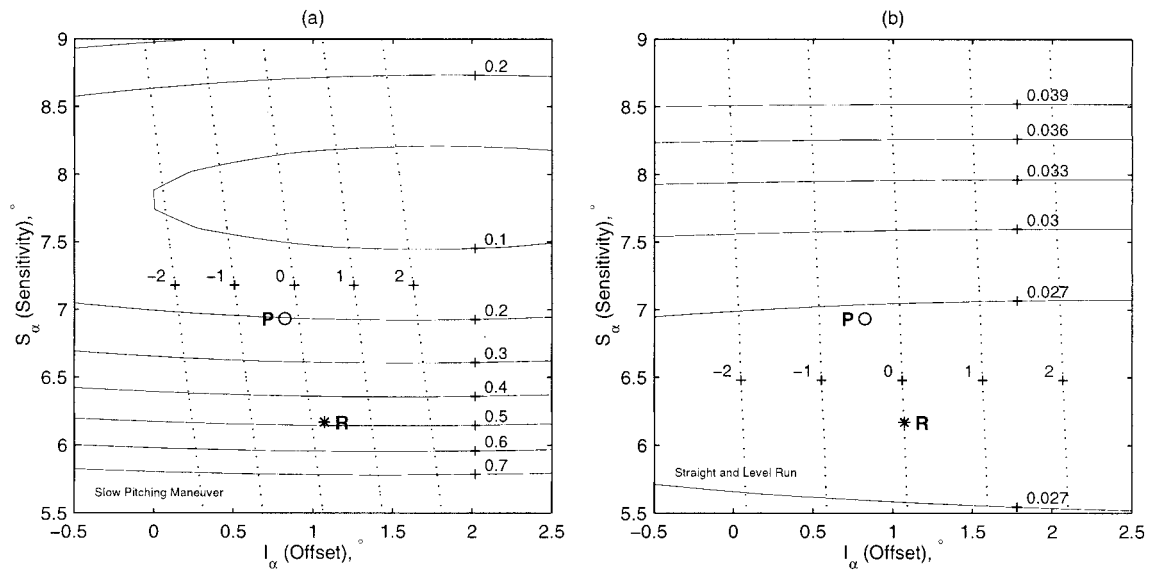 (a)
9
8.5
8
7.5
7
6.5
6
5.5
S_α (Sensitivity), °
0.2
0.1
−2 −1 0 1 2
0.2
P
0.3
0.4
0.5
R
0.6
0.7
Slow Pitching Maneuver
−0.5 0 0.5 1 1.5 2 2.5
I_α (Offset), °
(b)
9
8.5
8
7.5
7
6.5
6
5.5
S_α (Sensitivity), °
0.039
0.036
0.033
0.03
0.027
P
−2 −1 0 1 2
R
Straight and Level Run
0.027
−0.5 0 0.5 1 1.5 2 2.5
I_α (Offset), °